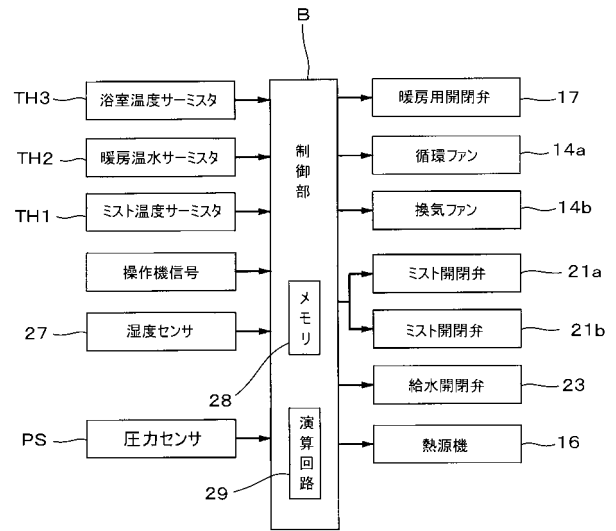 B
TH3
浴室温度サーミスタ
TH2
暖房温水サーミスタ
TH1
ミスト温度サーミスタ
操作機信号
27
湿度センサ
PS
圧力センサ
制御部
メモリ
28
演算回路
29
暖房用開閉弁
17
循環ファン
14a
換気ファン
14b
ミスト開閉弁
21a
ミスト開閉弁
21b
給水開閉弁
23
熱源機
16